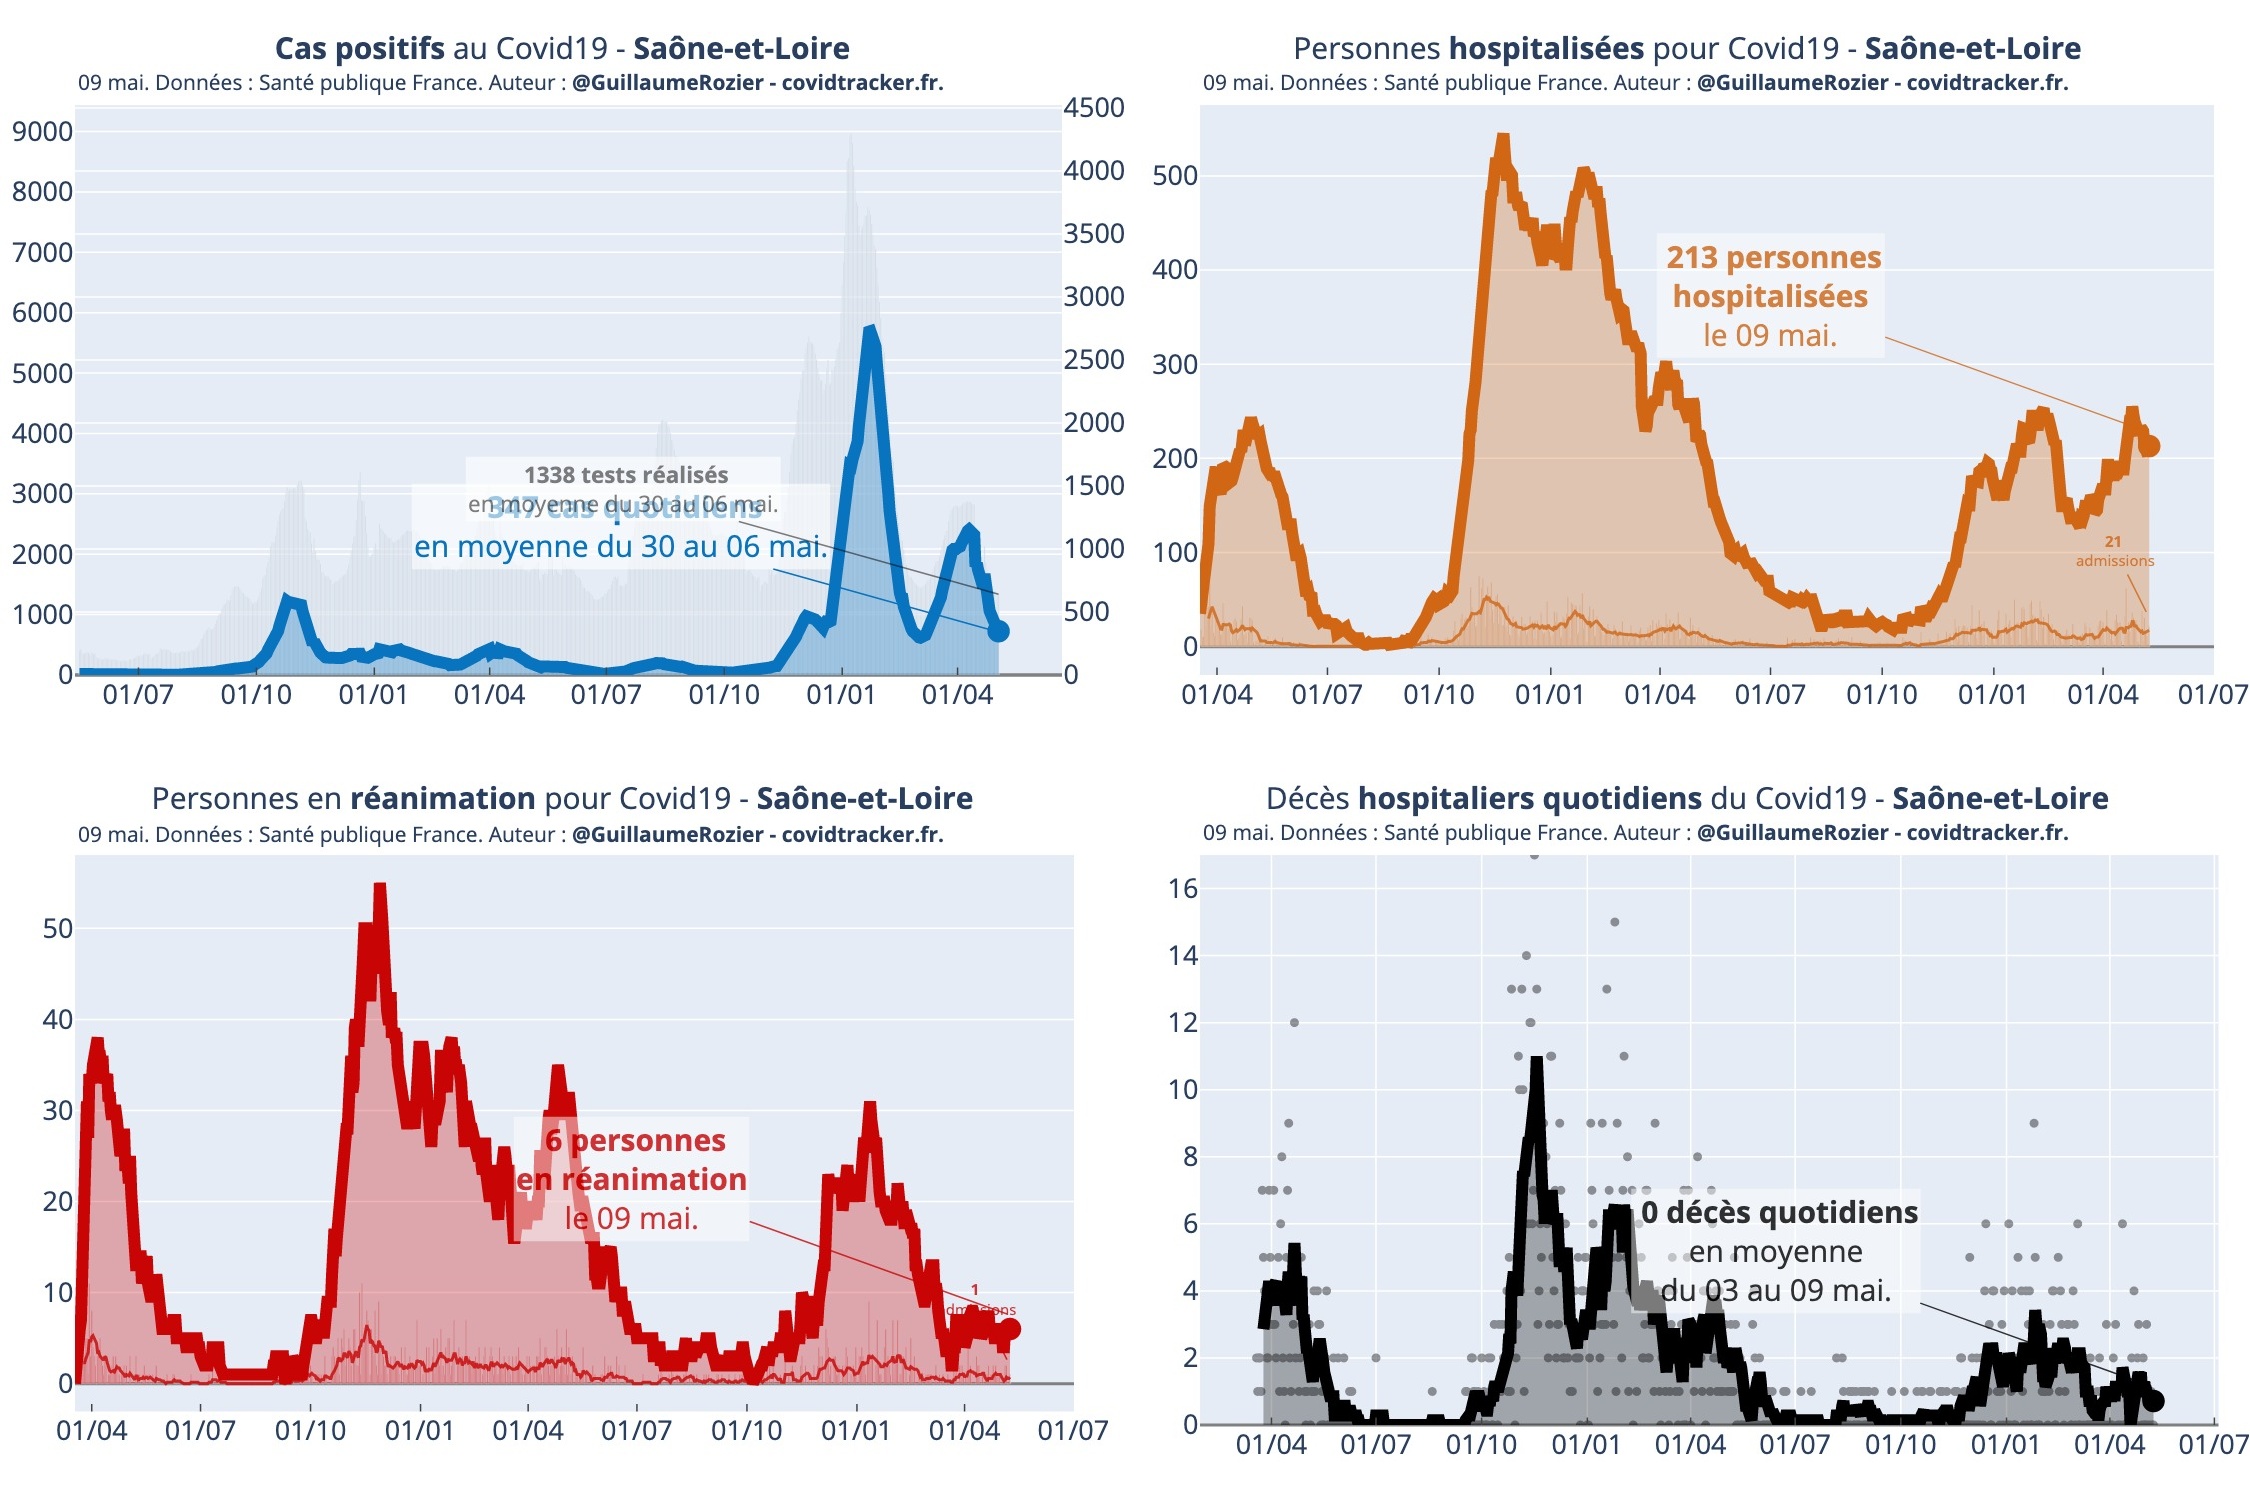 Cas positifs au Covid19 - Saône-et-Loire
09 mai. Données : Santé publique France. Auteur : @GuillaumeRozier - covidtracker.fr.
9000
8000
7000
6000
5000
4000
3000
2000
1000
0
4500
4000
3500
3000
2500
2000
1500
1000
500
0
1338 tests réalisés
en moyenne du 30 au 06 mai.
347 cas quotidiens
en moyenne du 30 au 06 mai.
01/07 01/10 01/01 01/04 01/07 01/10 01/01 01/04
Personnes hospitalisées pour Covid19 - Saône-et-Loire
09 mai. Données : Santé publique France. Auteur : @GuillaumeRozier - covidtracker.fr.
500
400
300
200
100
0
213 personnes
hospitalisées
le 09 mai.
21
admissions
01/04 01/07 01/10 01/01 01/04 01/07 01/10 01/01 01/04 01/07
Personnes en réanimation pour Covid19 - Saône-et-Loire
09 mai. Données : Santé publique France. Auteur : @GuillaumeRozier - covidtracker.fr.
50
40
30
20
10
0
6 personnes
en réanimation
le 09 mai.
1
admissions
01/04 01/07 01/10 01/01 01/04 01/07 01/10 01/01 01/04 01/07
Décès hospitaliers quotidiens du Covid19 - Saône-et-Loire
09 mai. Données : Santé publique France. Auteur : @GuillaumeRozier - covidtracker.fr.
16
14
12
10
8
6
4
2
0
0 décès quotidiens
en moyenne
du 03 au 09 mai.
01/04 01/07 01/10 01/01 01/04 01/07 01/10 01/01 01/04 01/07